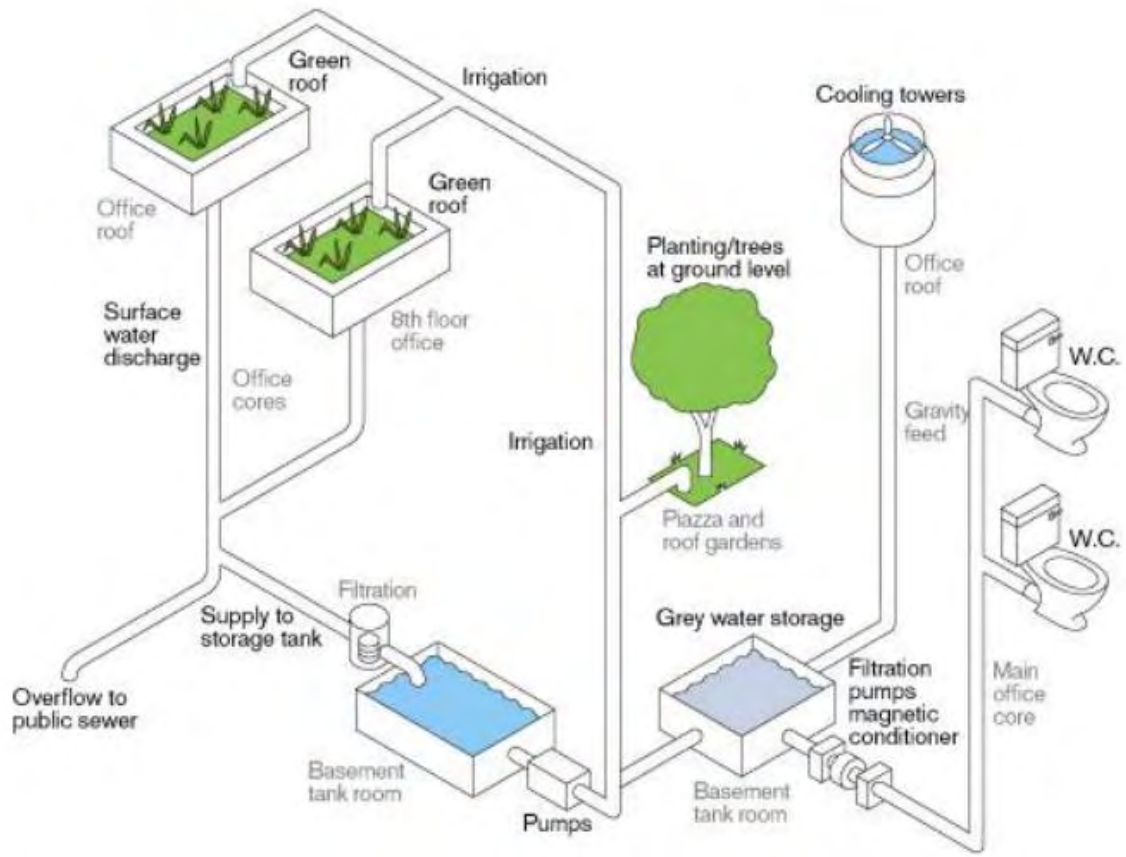 Green
roof
Irrigation
Cooling towers
Office
roof
Green
roof
Planting/trees
at ground level
Office
roof
Surface
water
discharge
8th floor
office
W.C.
Office
cores
Gravity
feed
Irrigation
Piazza and
roof gardens
W.C.
Filtration
Supply to
storage tank
Grey water storage
Overflow to
public sewer
Filtration
pumps
magnetic
conditioner
Main
office
core
Basement
tank room
Basement
tank room
Pumps